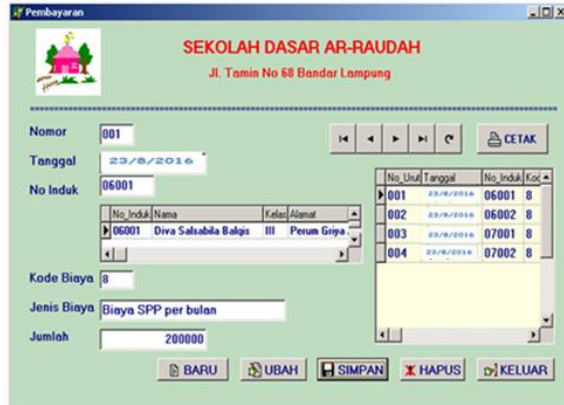 Pembayaran
SEKOLAH DASAR AR-RAUDAH
Jl. Tamin No 68 Bandar Lampung
Nomor 001
CETAK
Tanggal 23/8/2016
No Induk 06001
No_Induk Nama Kelas Alamat
06001 Diva Salsabila Balqis III Perum Griya
No_Urut Tanggal No_Induk Koc
001 23/8/2016 06001 8
002 23/8/2016 06002 8
003 23/8/2016 07001 8
004 23/8/2016 07002 8
Kode Biaya 8
Jenis Biaya Biaya SPP per bulan
Jumlah 200000
BARU UBAH SIMPAN HAPUS KELUAR